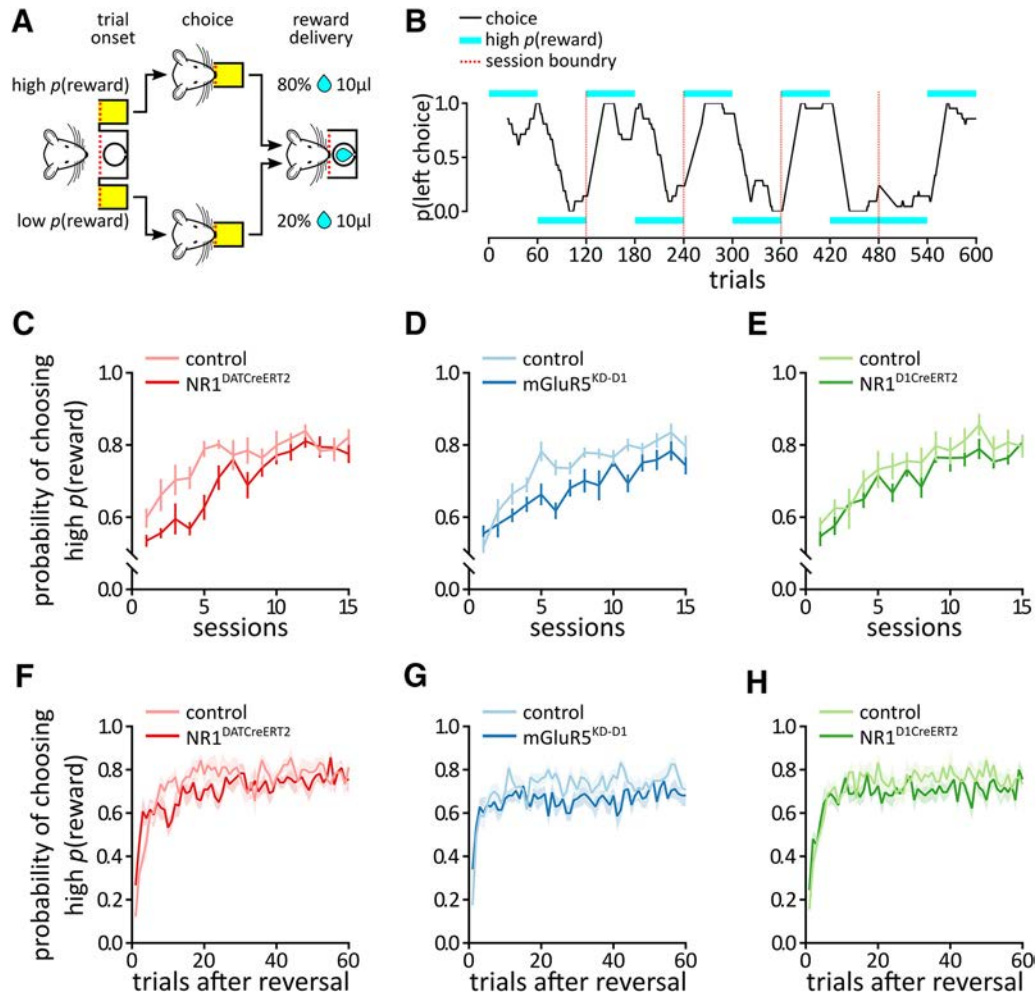 A
trial onset
choice
reward delivery
high p(reward)
80% 10µl
low p(reward)
20% 10µl
B
choice
high p(reward)
session boundry
p(left choice)
1.0
0.5
0.0
0 60 120 180 240 300 360 420 480 540 600
trials
C
control
NR1DATCreERT2
probability of choosing
high p(reward)
1.0
0.8
0.6
0.0
0 5 10 15
sessions
D
control
mGluR5KD-D1
1.0
0.8
0.6
0.0
0 5 10 15
sessions
E
control
NR1D1CreERT2
1.0
0.8
0.6
0.0
0 5 10 15
sessions
F
control
NR1DATCreERT2
probability of choosing
high p(reward)
1.0
0.8
0.6
0.4
0.2
0.0
0 20 40 60
trials after reversal
G
control
mGluR5KD-D1
1.0
0.8
0.6
0.4
0.2
0.0
0 20 40 60
trials after reversal
H
control
NR1D1CreERT2
1.0
0.8
0.6
0.4
0.2
0.0
0 20 40 60
trials after reversal